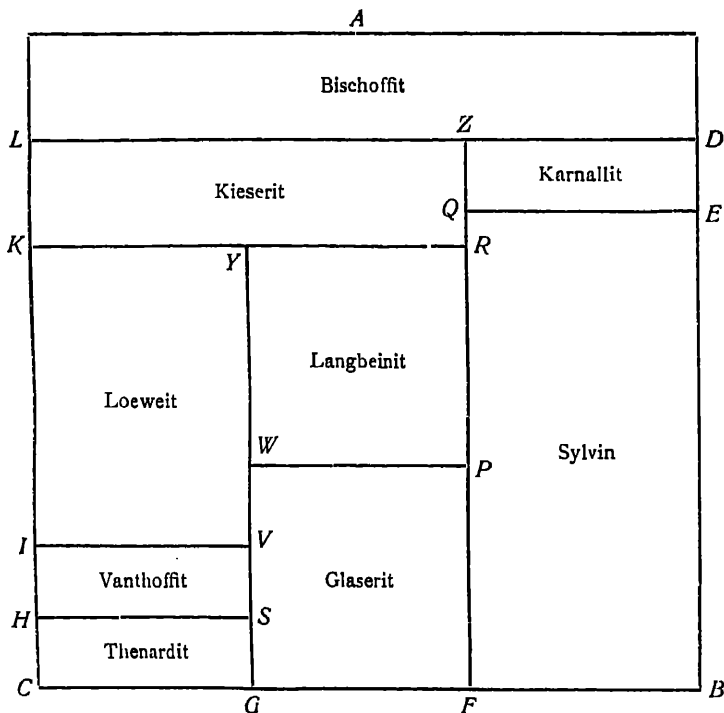 A
Bischoffit
L
Z
D
Karnallit
Kieserit
Q
E
K
Y
R
Langbeinit
Loeweit
W
P
Sylvin
I
V
Vanthoffit
Glaserit
H
S
Thenardit
C
G
F
B